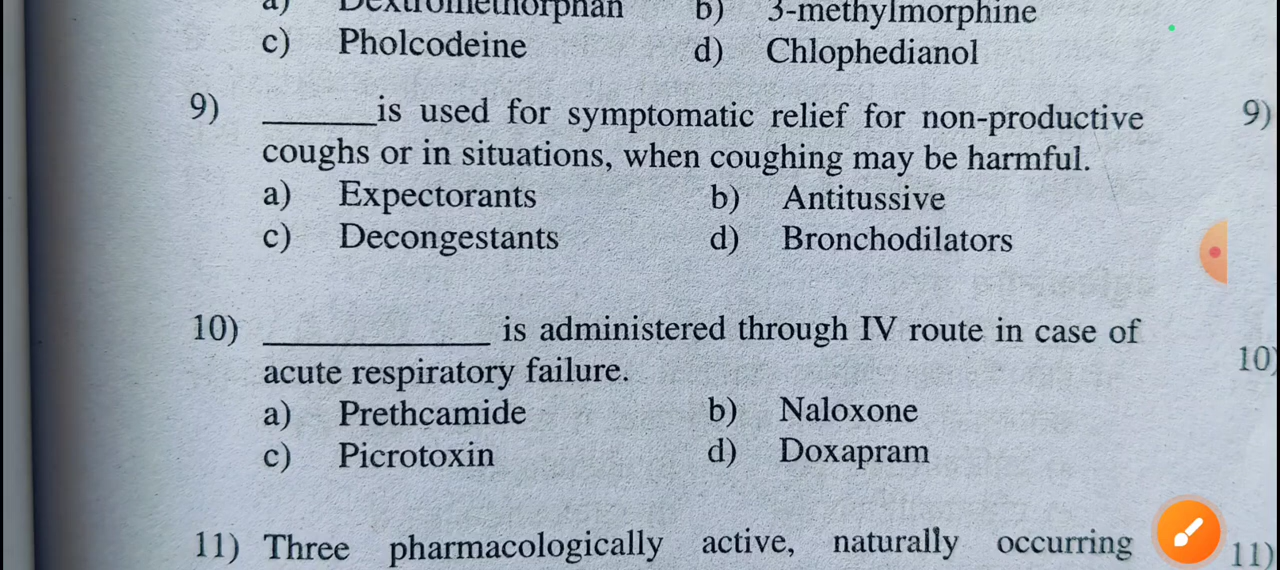 a) Dextromethorphan b) 3-methylmorphine
c) Pholcodeine d) Chlophedianol
9) ______is used for symptomatic relief for non-productive
coughs or in situations, when coughing may be harmful.
a) Expectorants b) Antitussive
c) Decongestants d) Bronchodilators
10) ____________ is administered through IV route in case of
acute respiratory failure.
a) Prethcamide b) Naloxone
c) Picrotoxin d) Doxapram
11) Three pharmacologically active, naturally occurring
9)
10)
11)